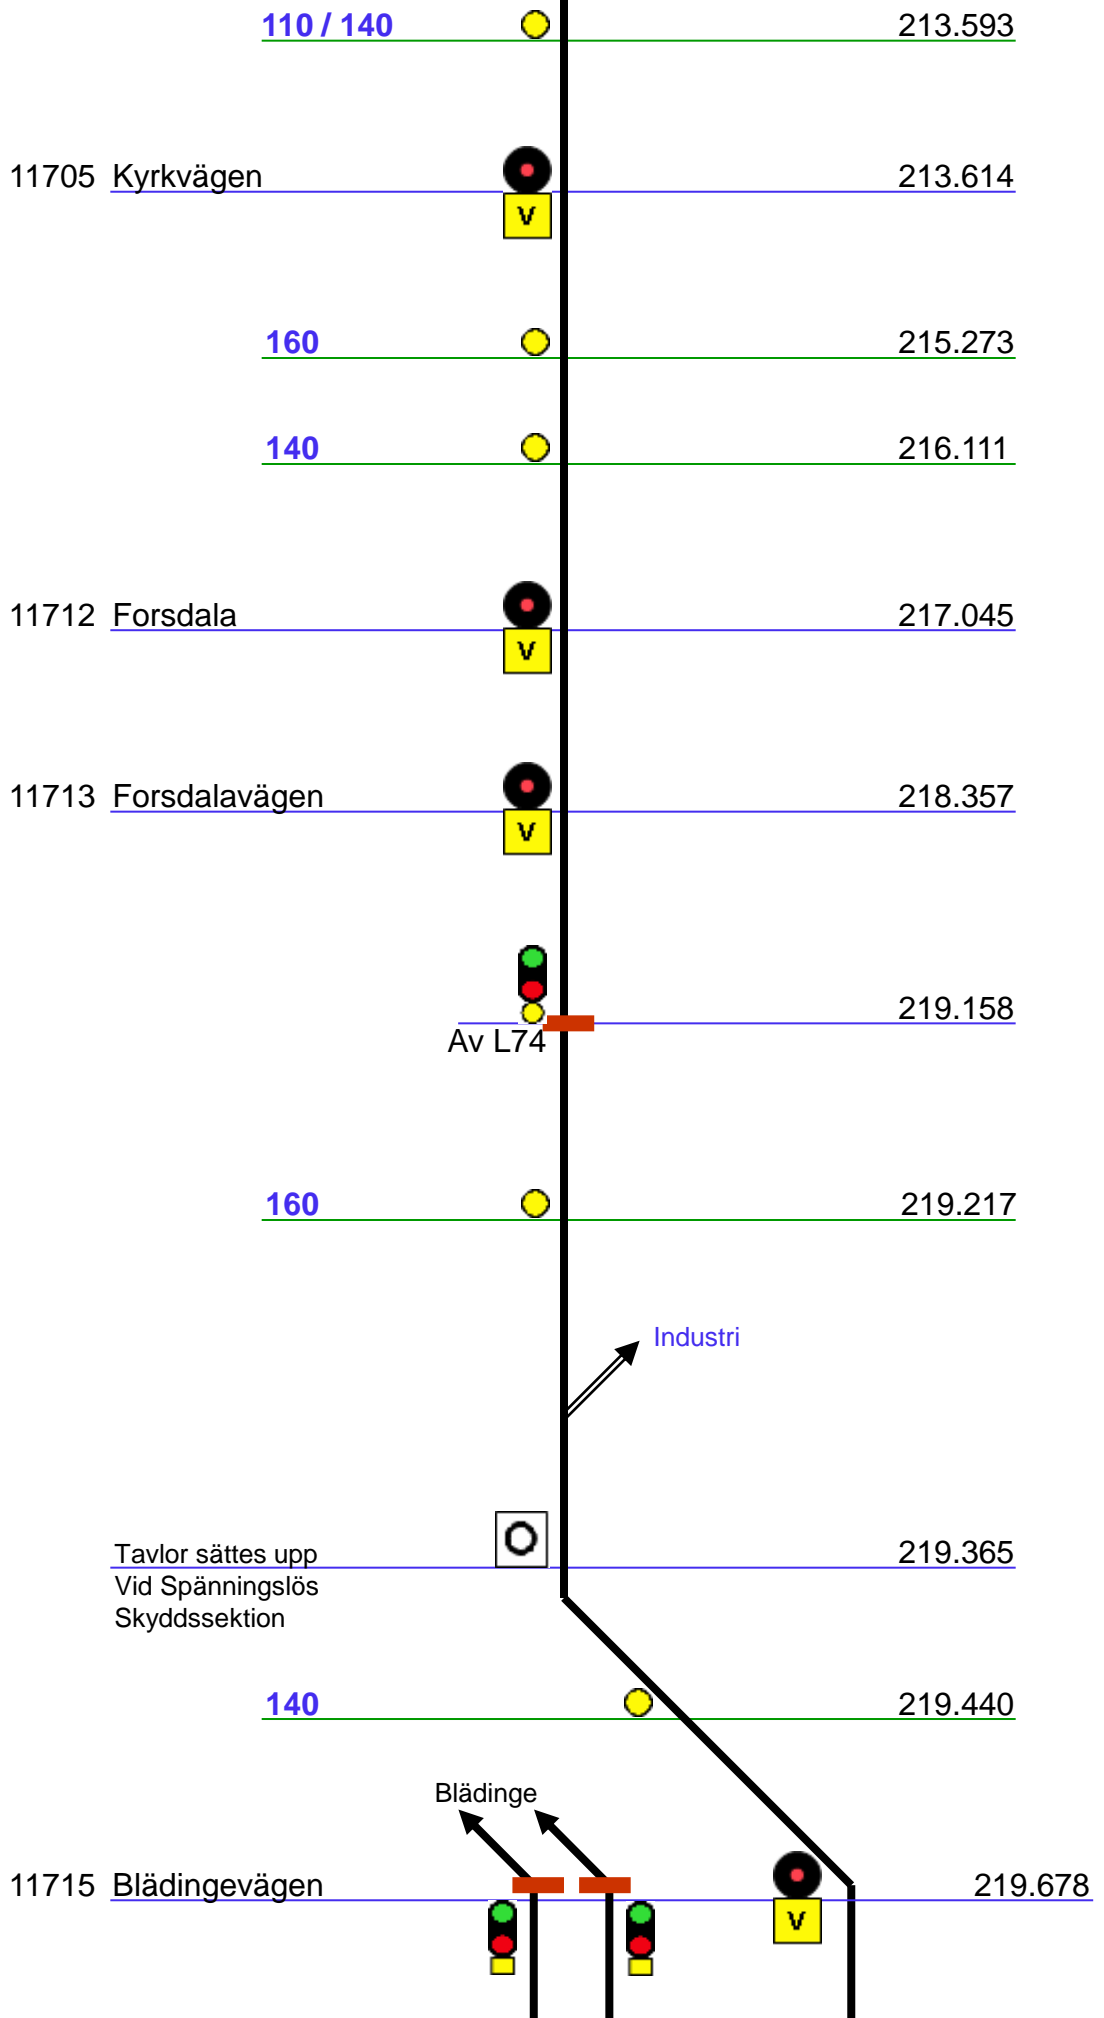 110 / 140 213.593
11705 Kyrkvägen 213.614
V
160 215.273
140 216.111
11712 Forsdala 217.045
V
11713 Forsdalavägen 218.357
V
219.158
Av L74
160 219.217
Industri
Tavlor sättes upp 219.365
Vid Spänningslös
Skyddssektion
140 219.440
Blädinge
11715 Blädingevägen 219.678
V